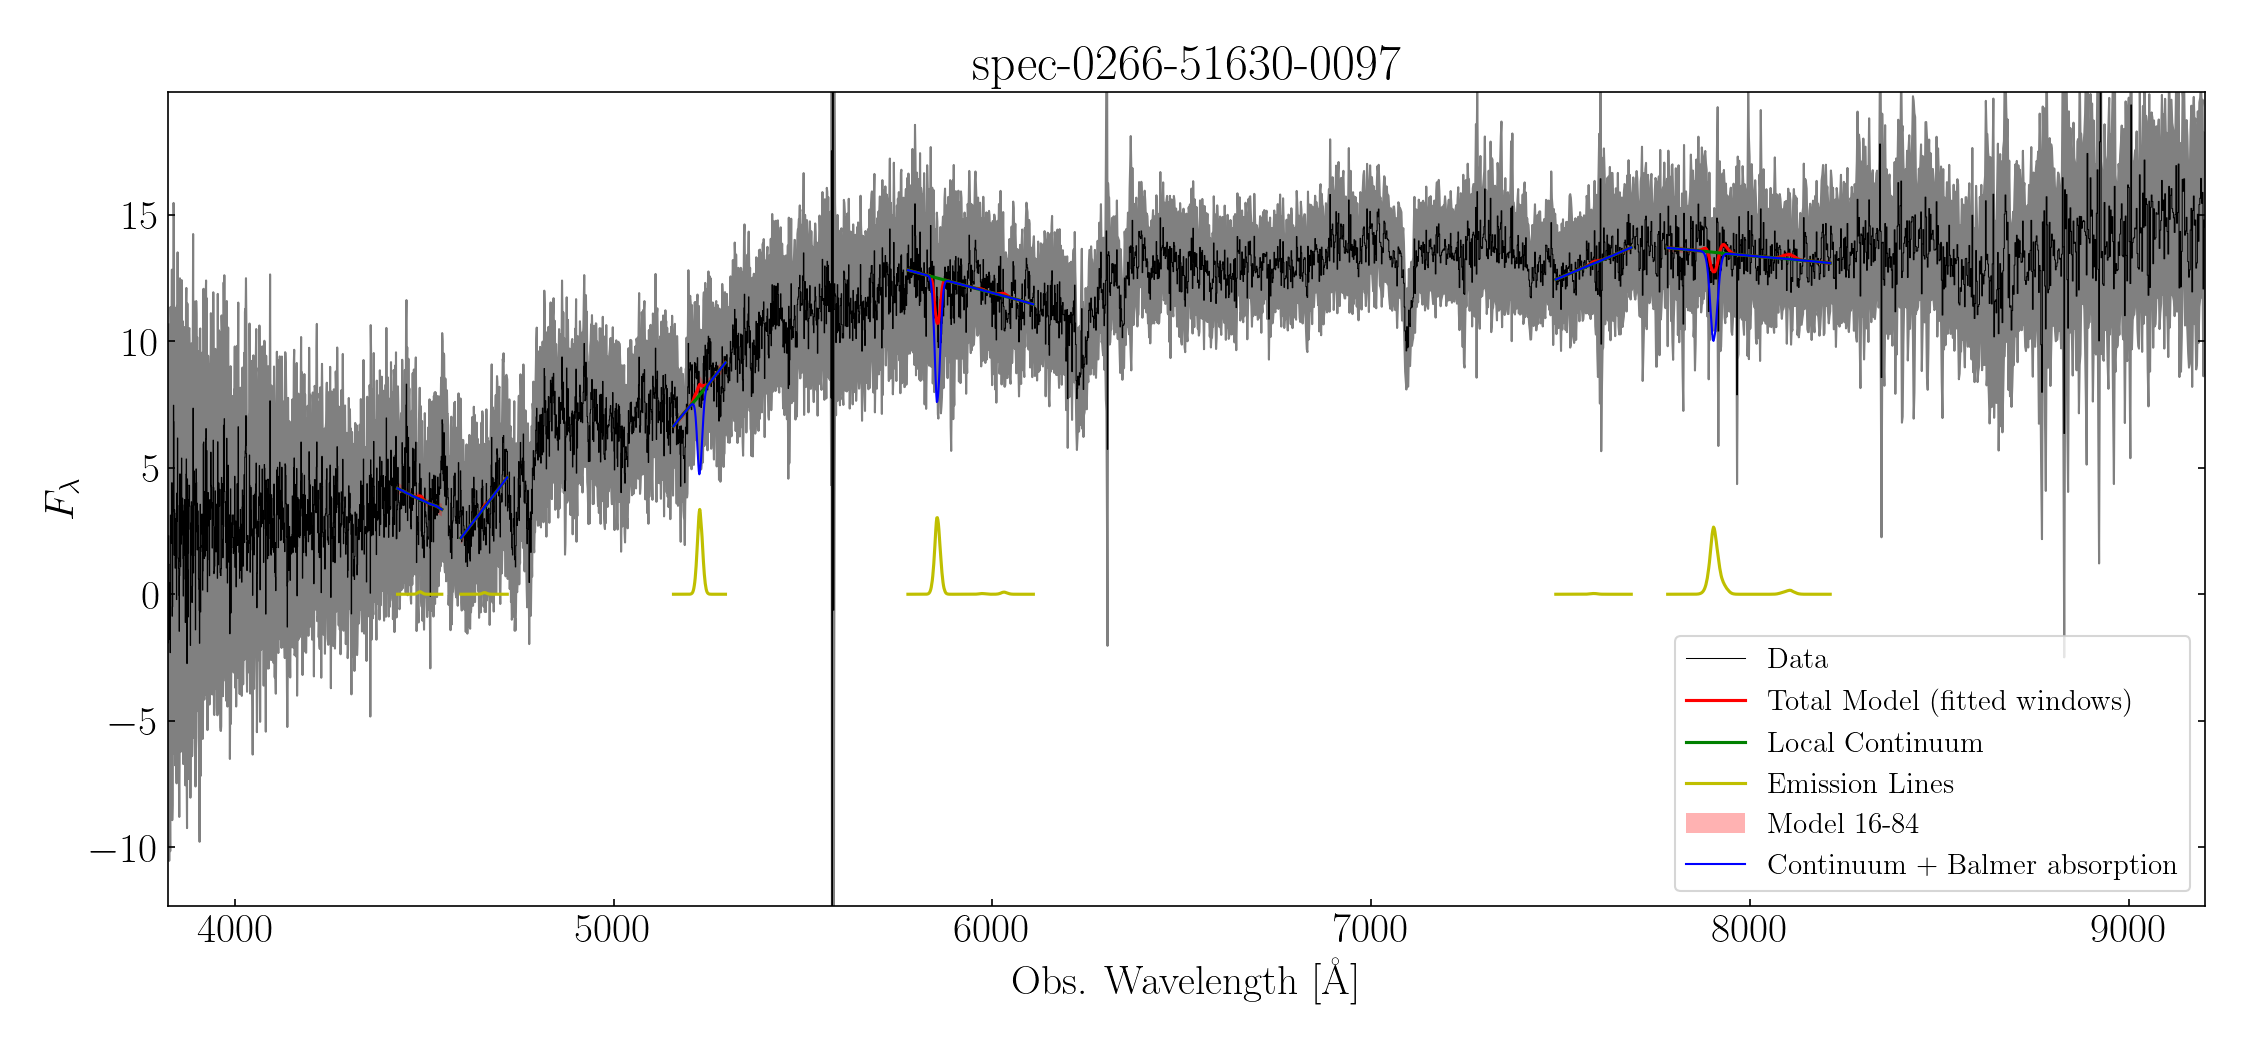 spec-0266-51630-0097
15
10
5
0
−5
−10
F_λ
4000 5000 6000 7000 8000 9000
Obs. Wavelength [Å]
Data
Total Model (fitted windows)
Local Continuum
Emission Lines
Model 16-84
Continuum + Balmer absorption